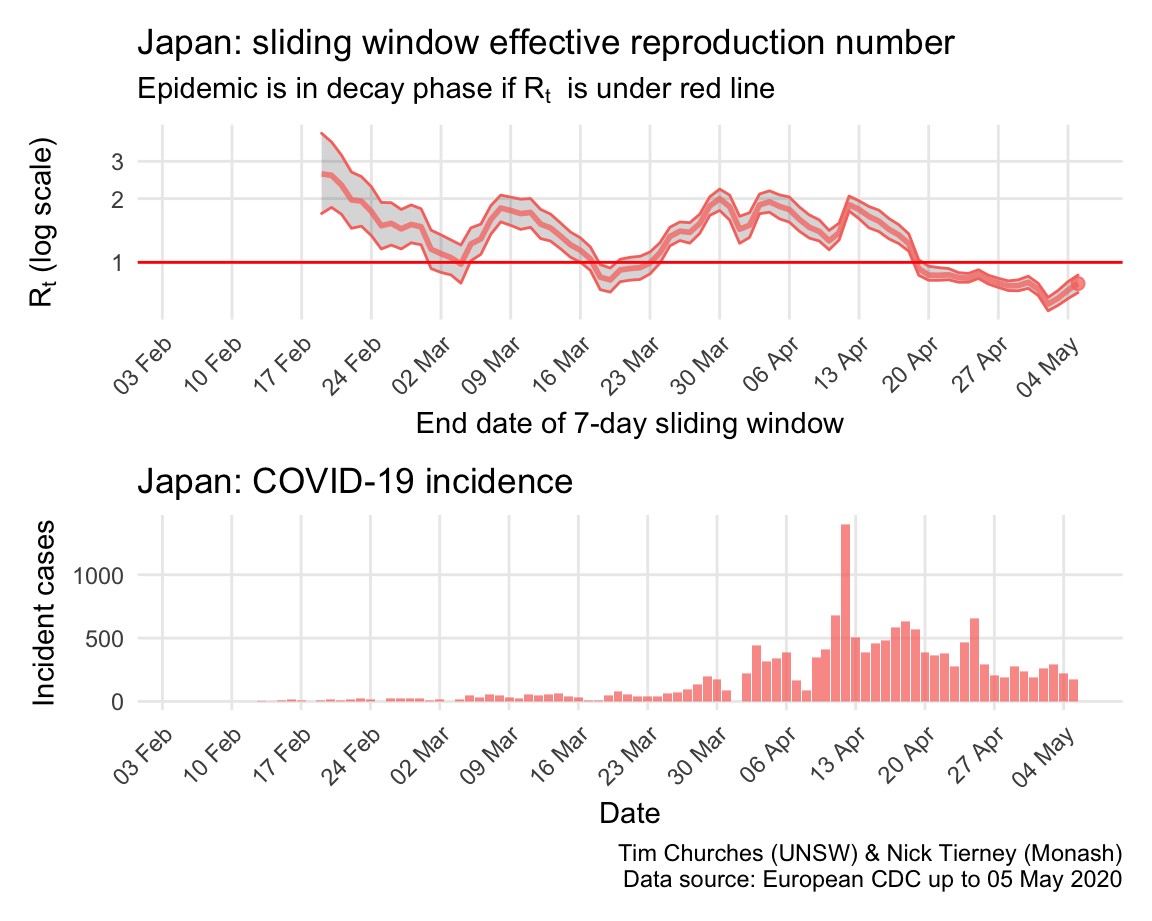 Japan: sliding window effective reproduction number
Epidemic is in decay phase if Rt is under red line
Rt (log scale)
3
2
1
03 Feb
10 Feb
17 Feb
24 Feb
02 Mar
09 Mar
16 Mar
23 Mar
30 Mar
06 Apr
13 Apr
20 Apr
27 Apr
04 May
End date of 7-day sliding window
Japan: COVID-19 incidence
Incident cases
1000
500
0
03 Feb
10 Feb
17 Feb
24 Feb
02 Mar
09 Mar
16 Mar
23 Mar
30 Mar
06 Apr
13 Apr
20 Apr
27 Apr
04 May
Date
Tim Churches (UNSW) & Nick Tierney (Monash)
Data source: European CDC up to 05 May 2020